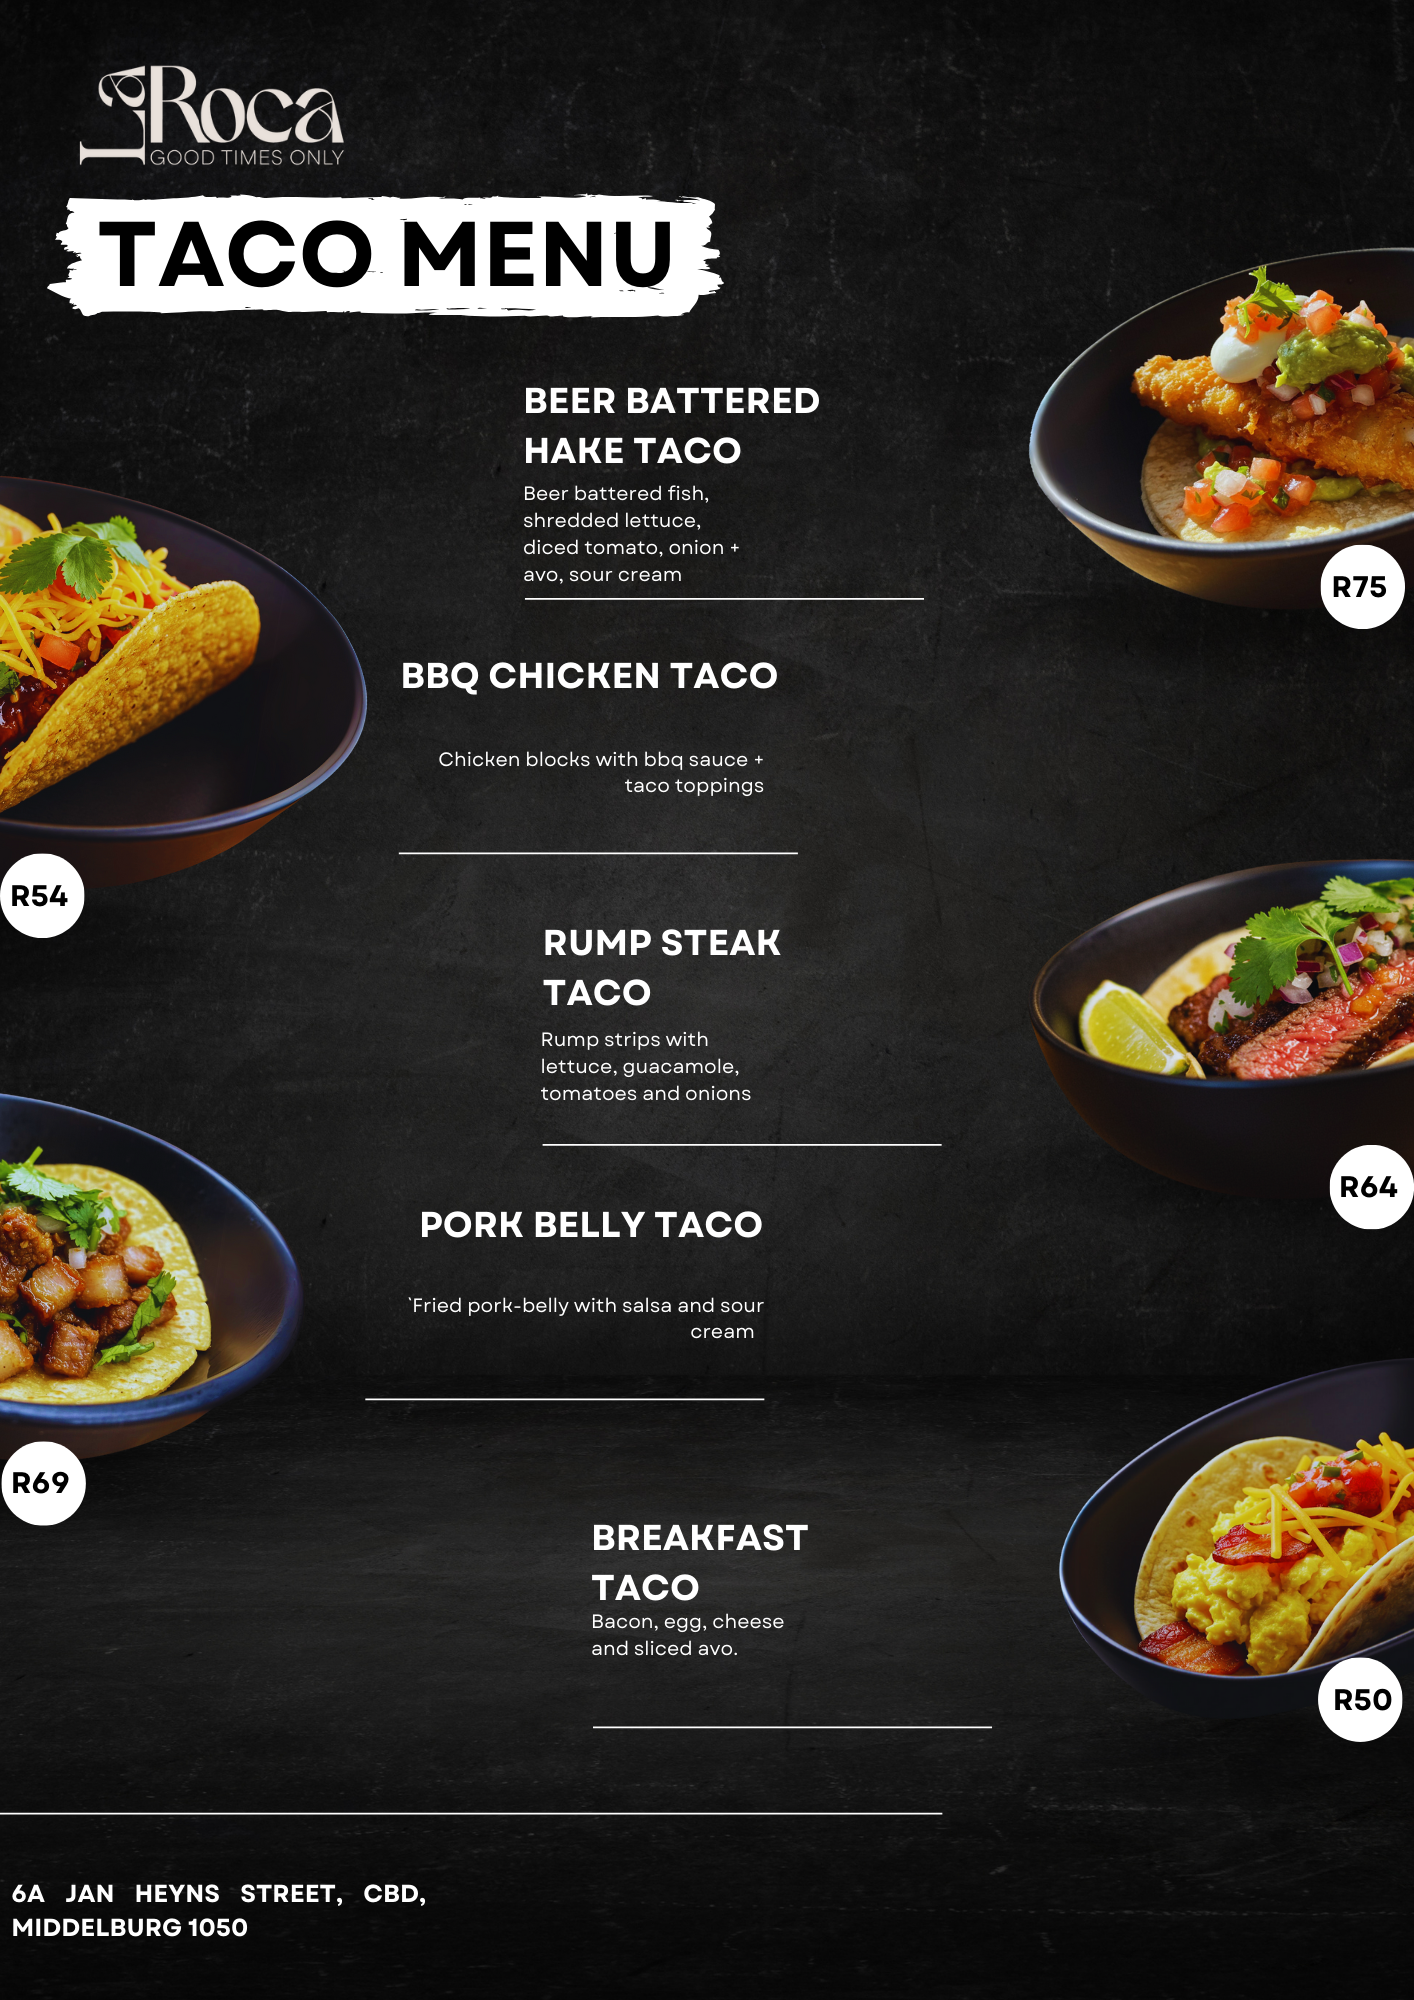 La Roca
GOOD TIMES ONLY
TACO MENU
BEER BATTERED
HAKE TACO
Beer battered fish,
shredded lettuce,
diced tomato, onion +
avo, sour cream
R75
BBQ CHICKEN TACO
Chicken blocks with bbq sauce +
taco toppings
R54
RUMP STEAK
TACO
Rump strips with
lettuce, guacamole,
tomatoes and onions
R64
PORK BELLY TACO
`Fried pork-belly with salsa and sour
cream
R69
BREAKFAST
TACO
Bacon, egg, cheese
and sliced avo.
R50
6A JAN HEYNS STREET, CBD,
MIDDELBURG 1050